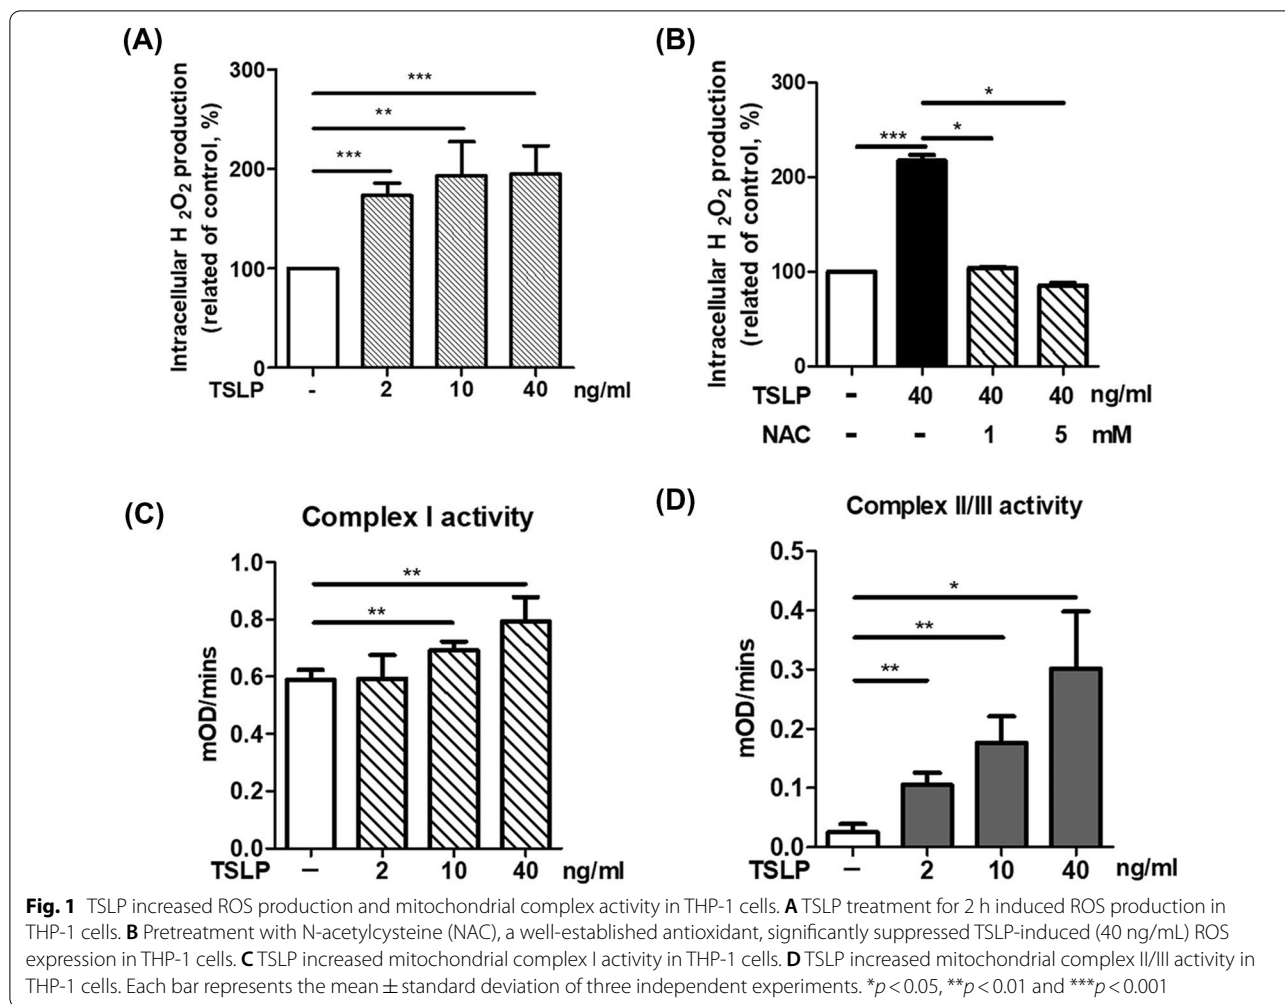 (A)
Intracellular H2O2 production
(related of control, %)
300
200
100
0
***
**
***
TSLP - 2 10 40 ng/ml
(B)
Intracellular H2O2 production
(related of control, %)
300
200
100
0
*
*** *
TSLP - 40 40 40 ng/ml
NAC - - 1 5 mM
(C)
Complex I activity
mOD/mins
1.0
0.8
0.6
0.4
0.2
0.0
**
**
TSLP – 2 10 40 ng/ml
(D)
Complex II/III activity
mOD/mins
0.5
0.4
0.3
0.2
0.1
0.0
*
**
**
TSLP – 2 10 40 ng/ml
Fig. 1 TSLP increased ROS production and mitochondrial complex activity in THP-1 cells. A TSLP treatment for 2 h induced ROS production in
THP-1 cells. B Pretreatment with N-acetylcysteine (NAC), a well-established antioxidant, significantly suppressed TSLP-induced (40 ng/mL) ROS
expression in THP-1 cells. C TSLP increased mitochondrial complex I activity in THP-1 cells. D TSLP increased mitochondrial complex II/III activity in
THP-1 cells. Each bar represents the mean ± standard deviation of three independent experiments. *p < 0.05, **p < 0.01 and ***p < 0.001